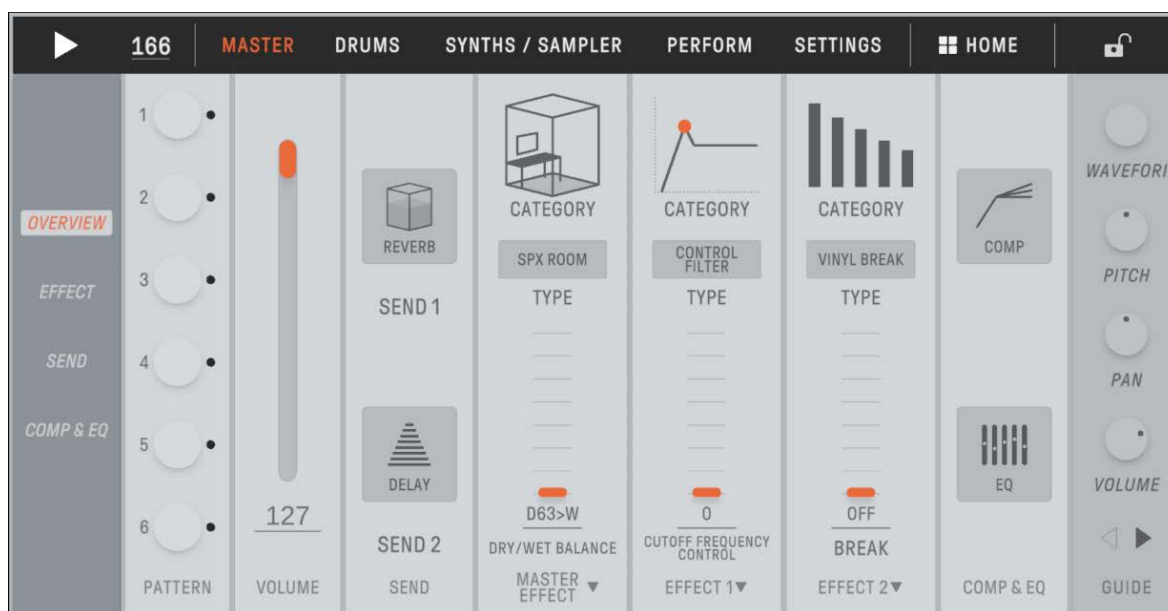 166 MASTER DRUMS SYNTHS / SAMPLER PERFORM SETTINGS HOME
OVERVIEW
EFFECT
SEND
COMP & EQ
1
2
3
4
5
6
PATTERN
127
VOLUME
REVERB
SEND 1
DELAY
SEND 2
SEND
CATEGORY
SPX ROOM
TYPE
D63>W
DRY/WET BALANCE
MASTER
EFFECT ▼
CATEGORY
CONTROL
FILTER
TYPE
0
CUTOFF FREQUENCY
CONTROL
EFFECT 1▼
CATEGORY
VINYL BREAK
TYPE
OFF
BREAK
EFFECT 2▼
COMP
EQ
COMP & EQ
WAVEFORI
PITCH
PAN
VOLUME
GUIDE